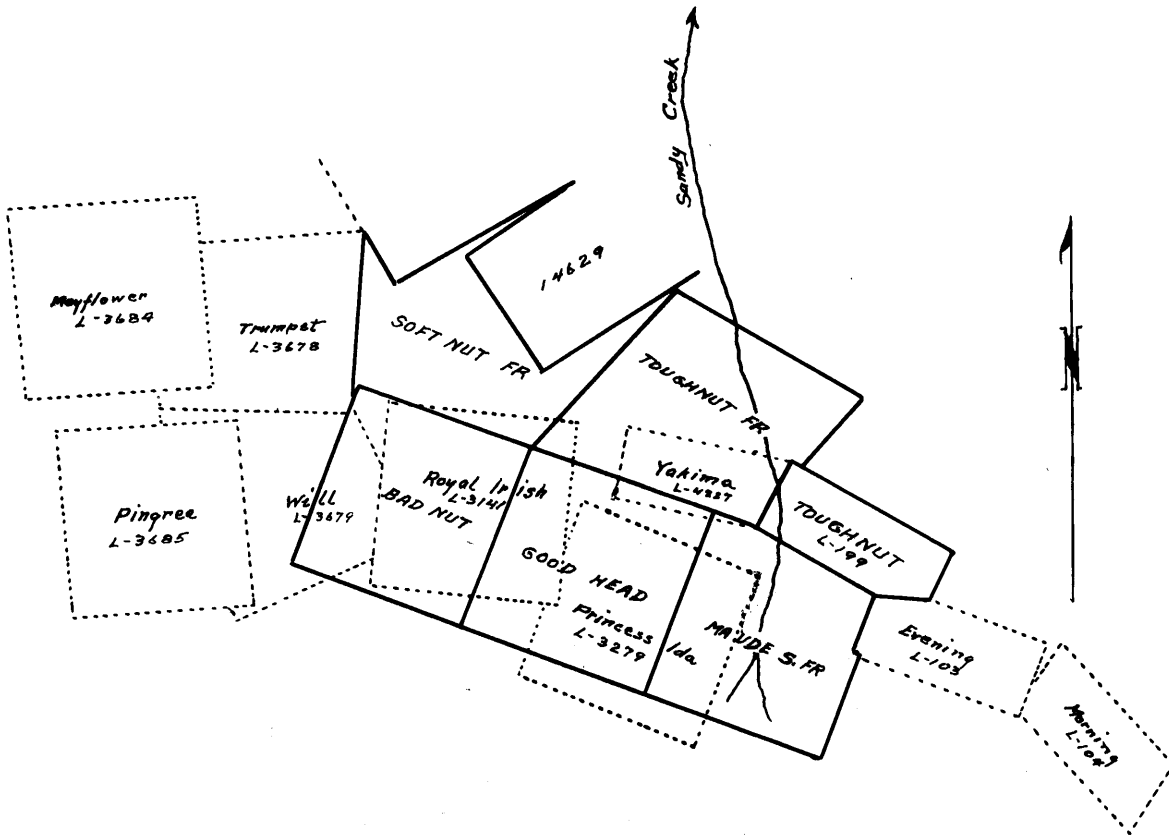 Sandy Creek
14629
Mayflower
L-3684
Trumpet
L-3678
SOFT NUT FR
TOUGHNUT FR
N
Pingree
L-3685
Will
L-3679
Royal Irish
L-3141
BAD NUT
Yakima
L-4227
TOUGHNUT
L-199
GOOD HEAD
Princess Ida
L-3279
MAUDE S. FR
Evening
L-103
Morning
L-104